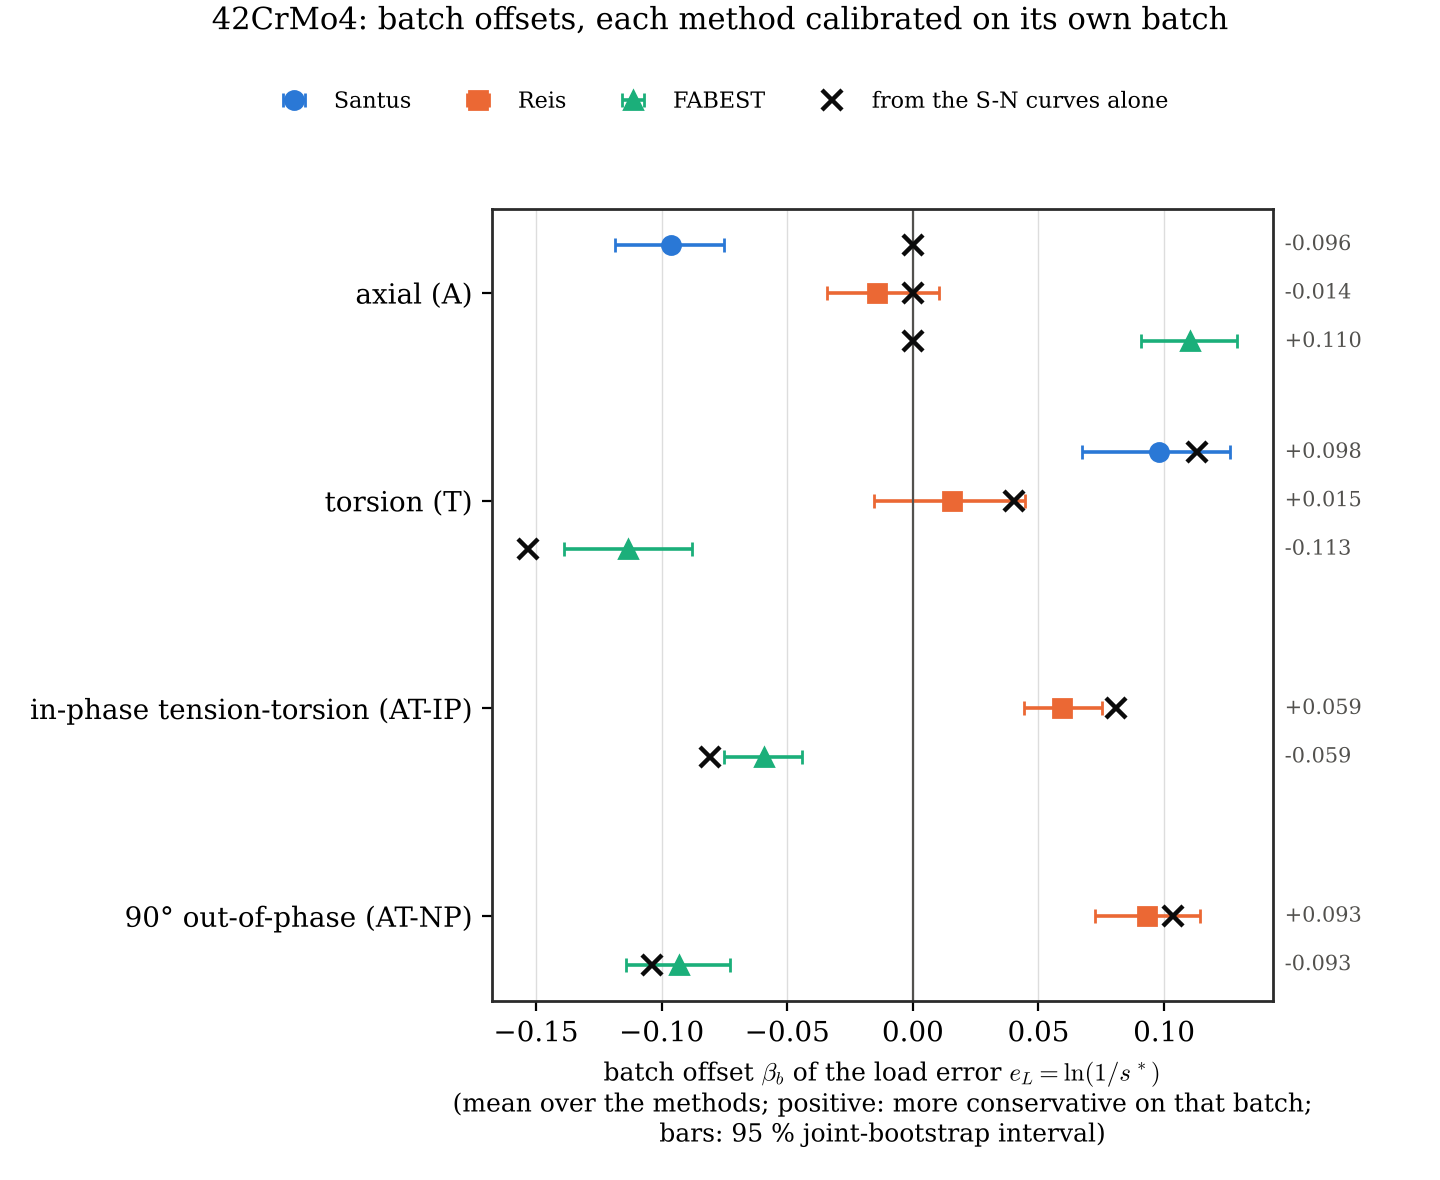 42CrMo4: batch offsets, each method calibrated on its own batch
Santus
Reis
FABEST
from the S-N curves alone
axial (A)
-0.096
-0.014
+0.110
torsion (T)
+0.098
+0.015
-0.113
in-phase tension-torsion (AT-IP)
+0.059
-0.059
90° out-of-phase (AT-NP)
+0.093
-0.093
−0.15 −0.10 −0.05 0.00 0.05 0.10
batch offset β_b of the load error e_L = ln(1/s*)
(mean over the methods; positive: more conservative on that batch;
bars: 95 % joint-bootstrap interval)